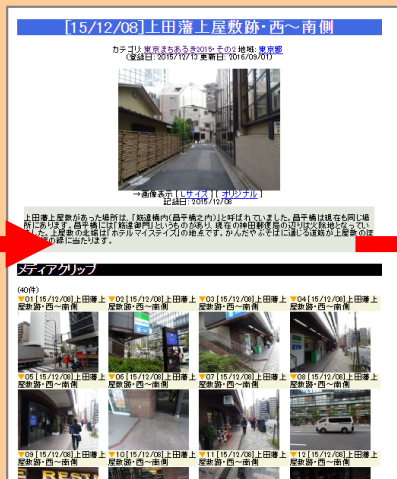 [15/12/08]上田藩上屋敷跡・西～南側
カテゴリ: 東京まちあるき2015・その2 地域: 東京都
(登録日: 2015/12/13 更新日: 2016/09/01)
→画像表示 [ Lサイズ ] [ オリジナル ]
記録日: 2015/12/08
上田藩上屋敷があった場所は、「筋違橋内(昌平橋之内)」と呼ばれていました。昌平橋は現在も同じ場
所にあります。昌平橋には「筋違御門」というものがあり、現在の神田郵便局の辺りは火除地となってい
ました。上屋敷の北端は「ホテルマイステイズ」の地点です。かんだやぶそばに通じる道筋が上屋敷のほ
の縁に当たります。
メディアクリップ
(40件)
▼01 [15/12/08]上田藩上屋敷跡・西～南側
▼02 [15/12/08]上田藩上屋敷跡・西～南側
▼03 [15/12/08]上田藩上屋敷跡・西～南側
▼04 [15/12/08]上田藩上屋敷跡・西～南側
▼05 [15/12/08]上田藩上屋敷跡・西～南側
▼06 [15/12/08]上田藩上屋敷跡・西～南側
▼07 [15/12/08]上田藩上屋敷跡・西～南側
▼08 [15/12/08]上田藩上屋敷跡・西～南側
▼09 [15/12/08]上田藩上屋敷跡・西～南側
▼10 [15/12/08]上田藩上屋敷跡・西～南側
▼11 [15/12/08]上田藩上屋敷跡・西～南側
▼12 [15/12/08]上田藩上屋敷跡・西～南側
REST